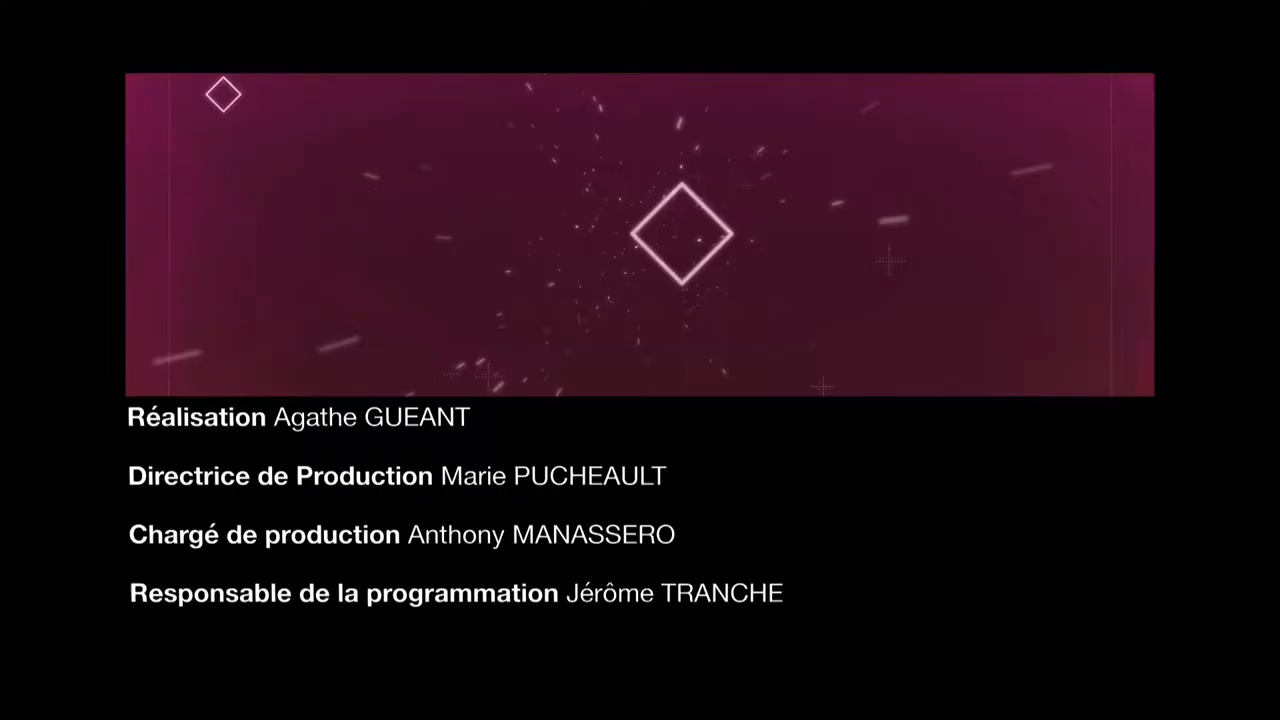 Réalisation Agathe GUEANT
Directrice de Production Marie PUCHEAULT
Chargé de production Anthony MANASSERO
Responsable de la programmation Jérôme TRANCHE